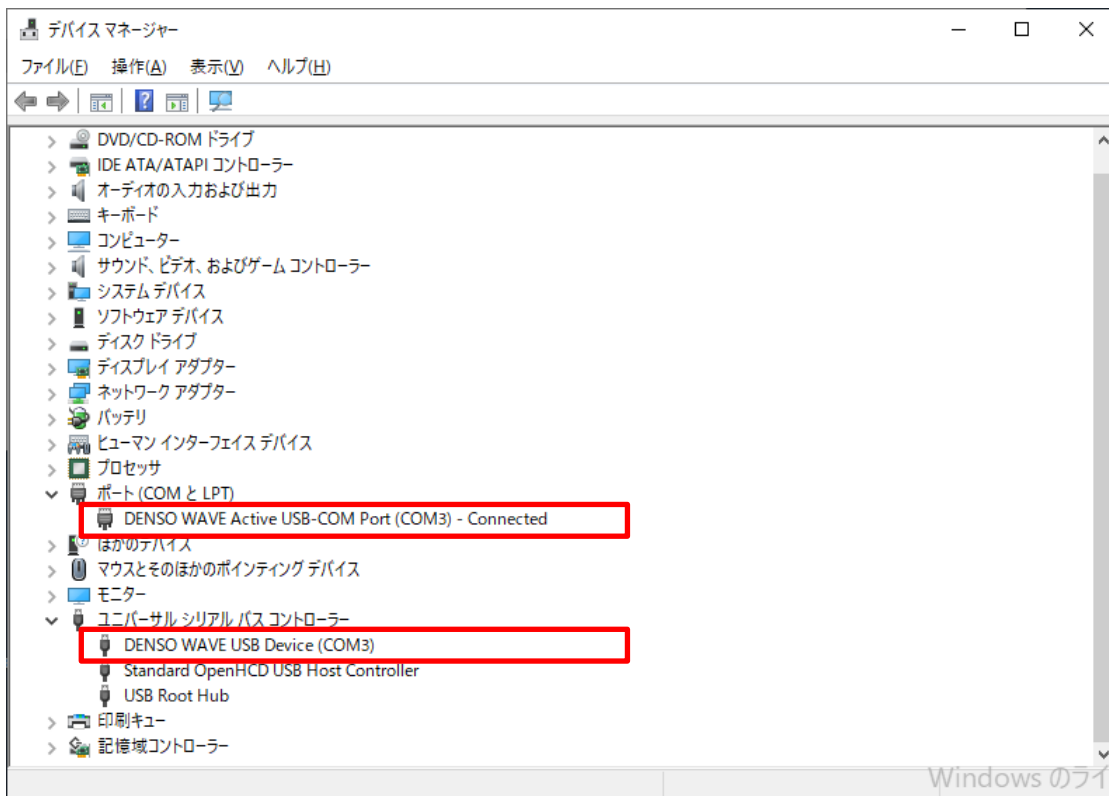 デバイス マネージャー
ファイル(F) 操作(A) 表示(V) ヘルプ(H)
DVD/CD-ROM ドライブ
IDE ATA/ATAPI コントローラー
オーディオの入力および出力
キーボード
コンピューター
サウンド、ビデオ、およびゲーム コントローラー
システム デバイス
ソフトウェア デバイス
ディスク ドライブ
ディスプレイ アダプター
ネットワーク アダプター
バッテリ
ヒューマン インターフェイス デバイス
プロセッサ
ポート (COM と LPT)
DENSO WAVE Active USB-COM Port (COM3) - Connected
ほかのデバイス
マウスとそのほかのポインティング デバイス
モニター
ユニバーサル シリアル バス コントローラー
DENSO WAVE USB Device (COM3)
Standard OpenHCD USB Host Controller
USB Root Hub
印刷キュー
記憶域コントローラー
Windows のライ